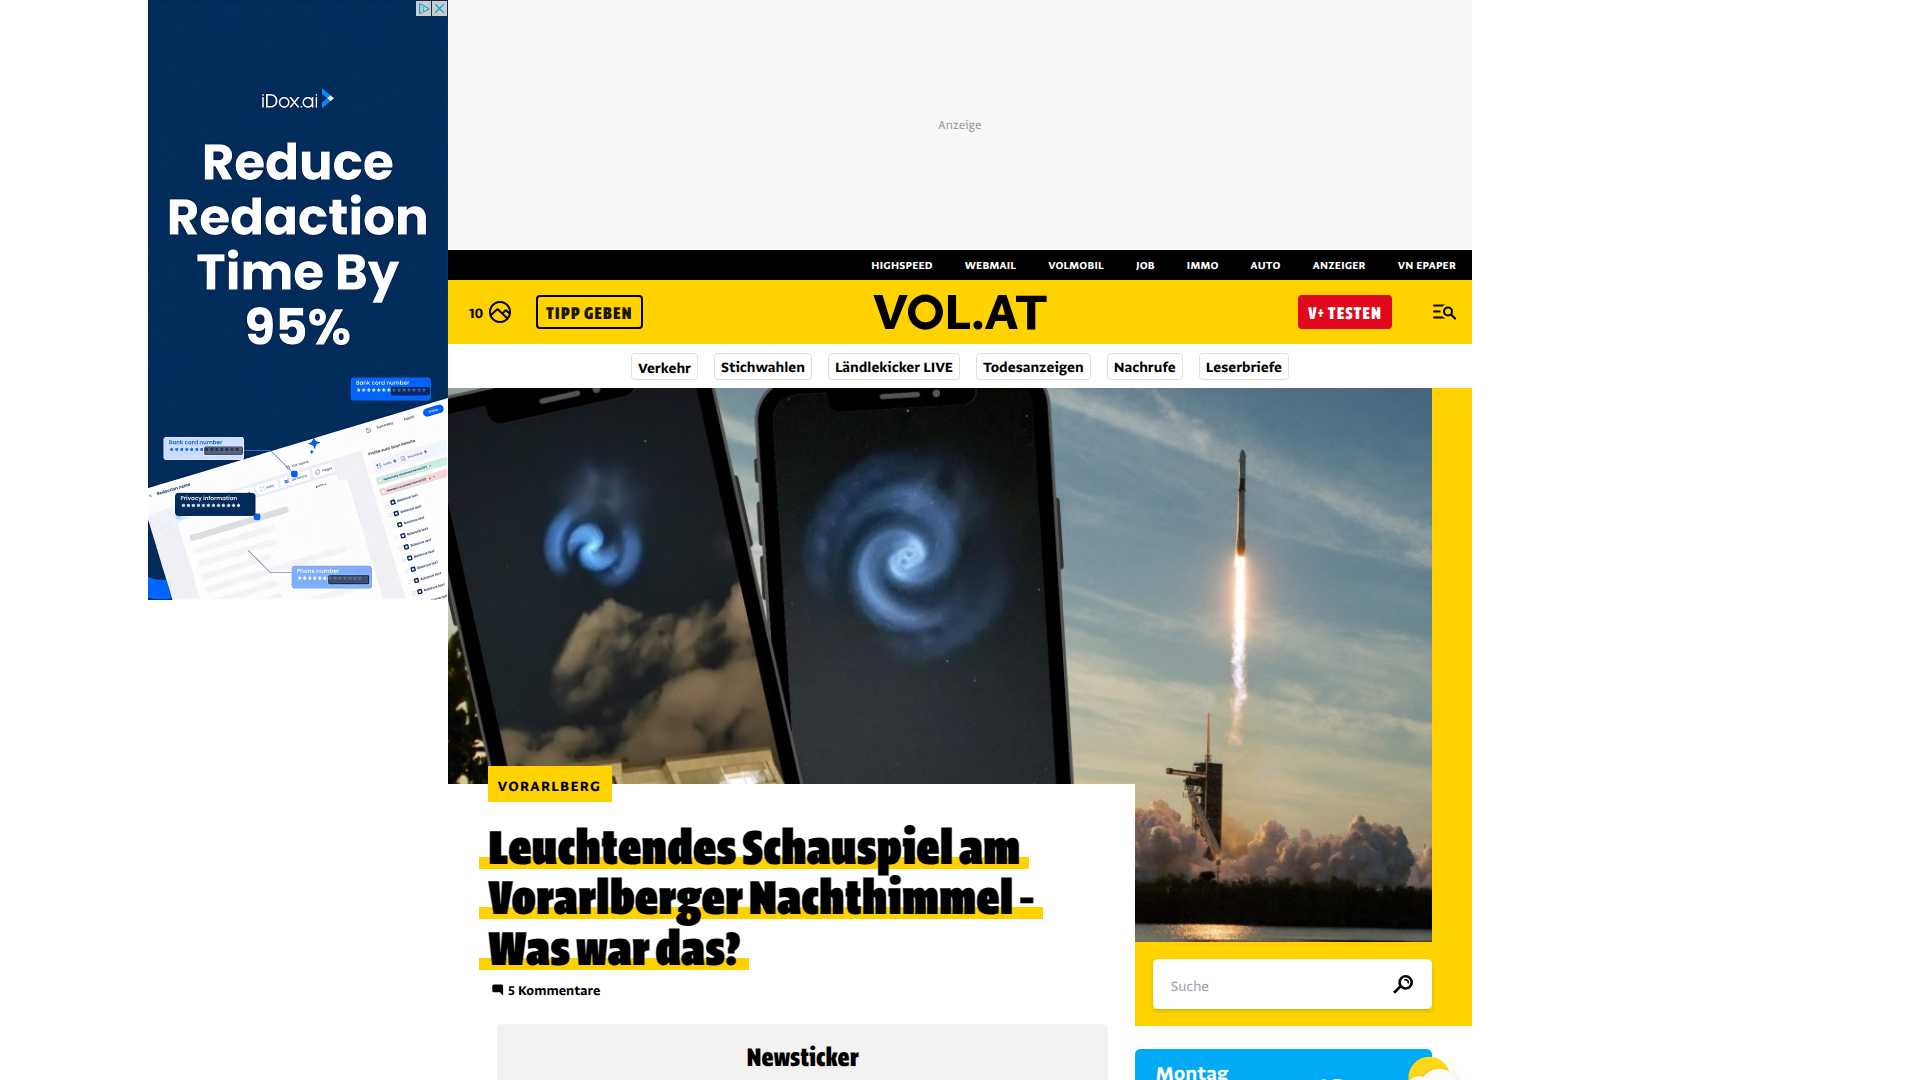 iDox.ai
Reduce
Redaction
Time By
95%
Bank card number
Bank card number
Privacy information
Phone number
Anzeige
HIGHSPEED WEBMAIL VOLMOBIL JOB IMMO AUTO ANZEIGER VN EPAPER
10 TIPP GEBEN VOL.AT V+ TESTEN
Verkehr Stichwahlen Ländlekicker LIVE Todesanzeigen Nachrufe Leserbriefe
VORARLBERG
Leuchtendes Schauspiel am
Vorarlberger Nachthimmel -
Was war das?
5 Kommentare
Suche
Newsticker
Montag